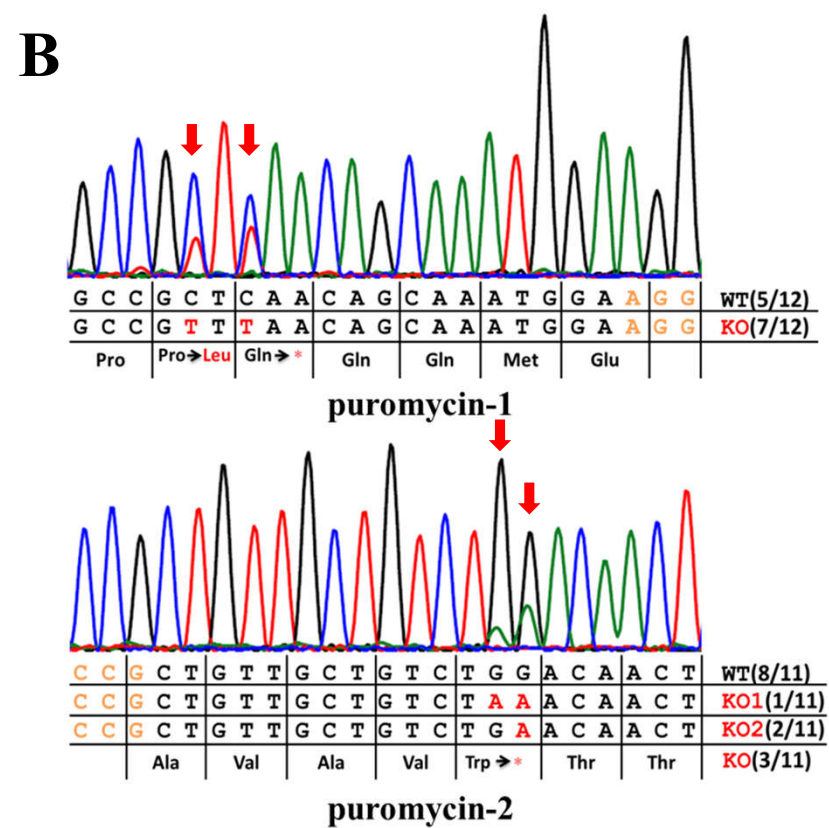 B
G C C G C T C A A C A G C A A A T G G A A G G WT(5/12)
G C C G T T T A A C A G C A A A T G G A A G G KO(7/12)
Pro Pro→Leu Gln→* Gln Gln Met Glu
puromycin-1
C C G C T G T T G C T G T C T G G A C A A C T WT(8/11)
C C G C T G T T G C T G T C T A A A C A A C T KO1(1/11)
C C G C T G T T G C T G T C T G A A C A A C T KO2(2/11)
Ala Val Ala Val Trp→* Thr Thr KO(3/11)
puromycin-2